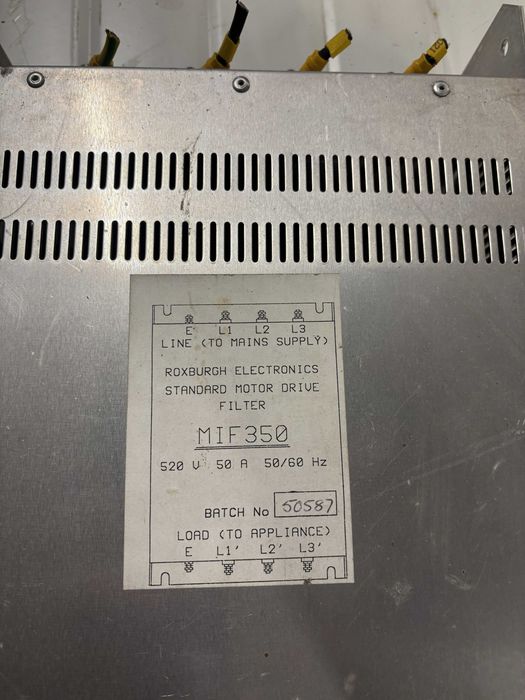 E L1 L2 L3
LINE (TO MAINS SUPPLY)
ROXBURGH ELECTRONICS
STANDARD MOTOR DRIVE
FILTER
MIF350
520 V 50 A 50/60 Hz
BATCH No 50587
LOAD (TO APPLIANCE)
E L1' L2' L3'